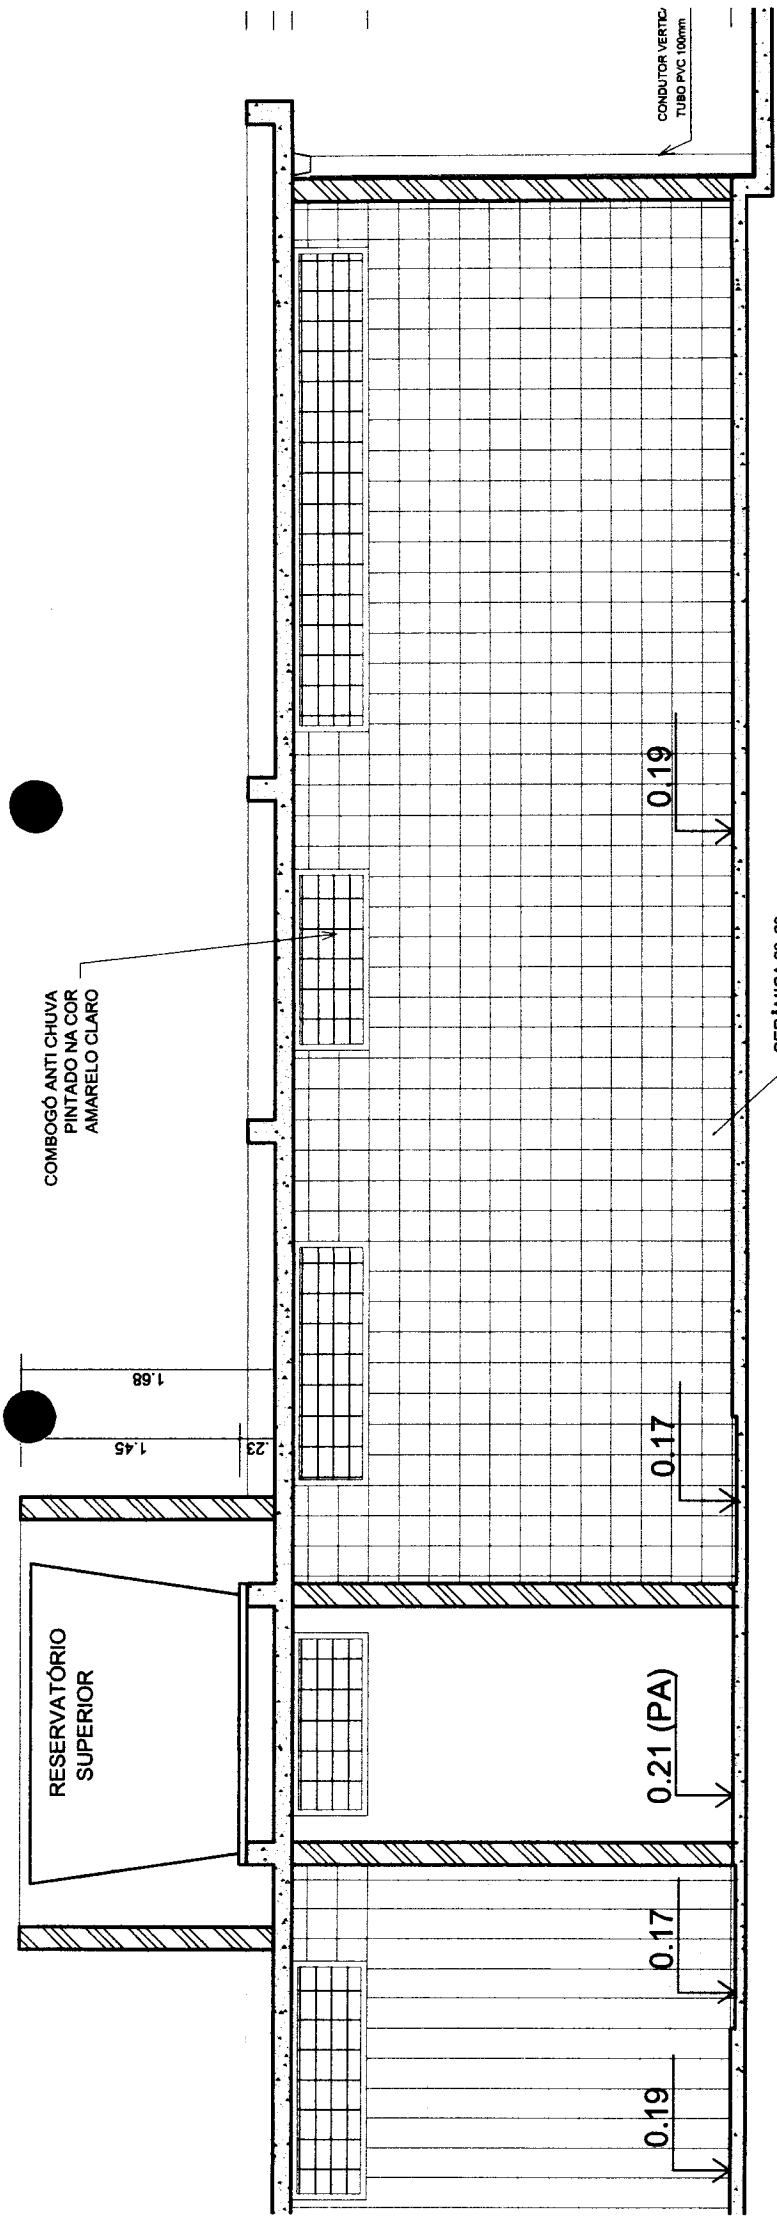 RESERVATÓRIO
SUPERIOR
1.45
.23
1.68
COMBOGÓ ANTI CHUVA
PINTADO NA COR
AMARELO CLARO
CONDUTOR
TUBO PVC 100mm
0.19
0.17
0.21 (PA)
0.17
0.19